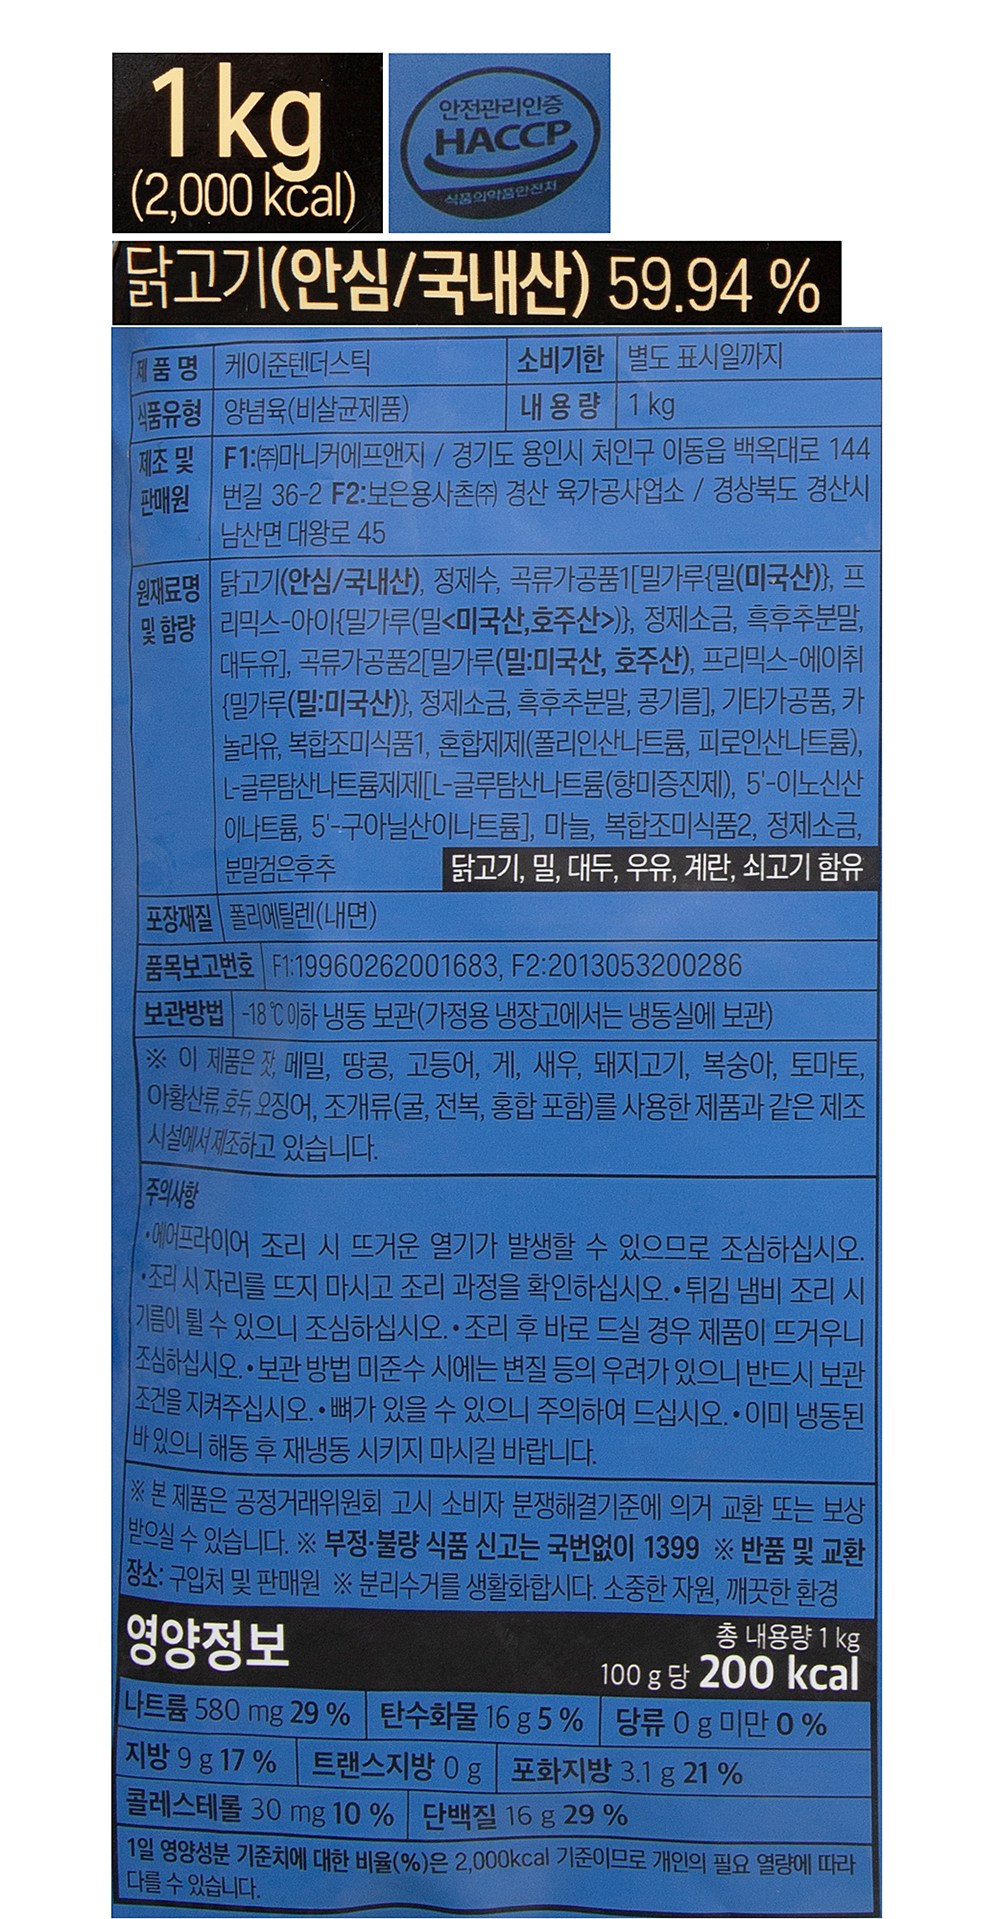 1kg
(2,000 kcal)
안전관리인증
HACCP
식품의약품안전처
닭고기(안심/국내산) 59.94 %
제 품 명 케이준텐더스틱 소비기한 별도 표시일까지
식품유형 양념육(비살균제품) 내 용 량 1 kg
제조 및 F1:㈜마니커에프앤지 / 경기도 용인시 처인구 이동읍 백옥대로 144
판매원 번길 36-2 F2:보은용사촌㈜ 경산 육가공사업소 / 경상북도 경산시
남산면 대왕로 45
원재료명 닭고기(안심/국내산), 정제수, 곡류가공품1[밀가루{밀(미국산)}, 프
및 함량 리믹스-아이{밀가루(밀<미국산,호주산>)}, 정제소금, 흑후추분말,
대두유], 곡류가공품2[밀가루(밀:미국산, 호주산), 프리믹스-에이취
{밀가루(밀:미국산)}, 정제소금, 흑후추분말, 콩기름], 기타가공품, 카
놀라유, 복합조미식품1, 혼합제제(폴리인산나트륨, 피로인산나트륨),
L-글루탐산나트륨제제[L-글루탐산나트륨(향미증진제), 5'-이노신산
이나트륨, 5'-구아닐산이나트륨], 마늘, 복합조미식품2, 정제소금,
분말검은후추 닭고기, 밀, 대두, 우유, 계란, 쇠고기 함유
포장재질 폴리에틸렌(내면)
품목보고번호 F1:19960262001683, F2:2013053200286
보관방법 -18℃이하 냉동 보관(가정용 냉장고에서는 냉동실에 보관)
※ 이 제품은 잣, 메밀, 땅콩, 고등어, 게, 새우, 돼지고기, 복숭아, 토마토,
아황산류, 호두, 오징어, 조개류(굴, 전복, 홍합 포함)를 사용한 제품과 같은 제조
시설에서 제조하고 있습니다.
주의사항
•에어프라이어 조리 시 뜨거운 열기가 발생할 수 있으므로 조심하십시오.
•조리 시 자리를 뜨지 마시고 조리 과정을 확인하십시오. •튀김 냄비 조리 시
기름이 튈 수 있으니 조심하십시오. •조리 후 바로 드실 경우 제품이 뜨거우니
조심하십시오. •보관 방법 미준수 시에는 변질 등의 우려가 있으니 반드시 보관
조건을 지켜주십시오. •뼈가 있을 수 있으니 주의하여 드십시오. •이미 냉동된
바 있으니 해동 후 재냉동 시키지 마시길 바랍니다.
※ 본 제품은 공정거래위원회 고시 소비자 분쟁해결기준에 의거 교환 또는 보상
받으실 수 있습니다. ※ 부정·불량 식품 신고는 국번없이 1399 ※ 반품 및 교환
장소: 구입처 및 판매원 ※ 분리수거를 생활화합시다. 소중한 자원, 깨끗한 환경
영양정보 총 내용량 1 kg
100 g 당 200 kcal
나트륨 580 mg 29 % 탄수화물 16 g 5 % 당류 0 g 미만 0 %
지방 9 g 17 % 트랜스지방 0 g 포화지방 3.1 g 21 %
콜레스테롤 30 mg 10 % 단백질 16 g 29 %
1일 영양성분 기준치에 대한 비율(%)은 2,000kcal 기준이므로 개인의 필요 열량에 따라
다를 수 있습니다.